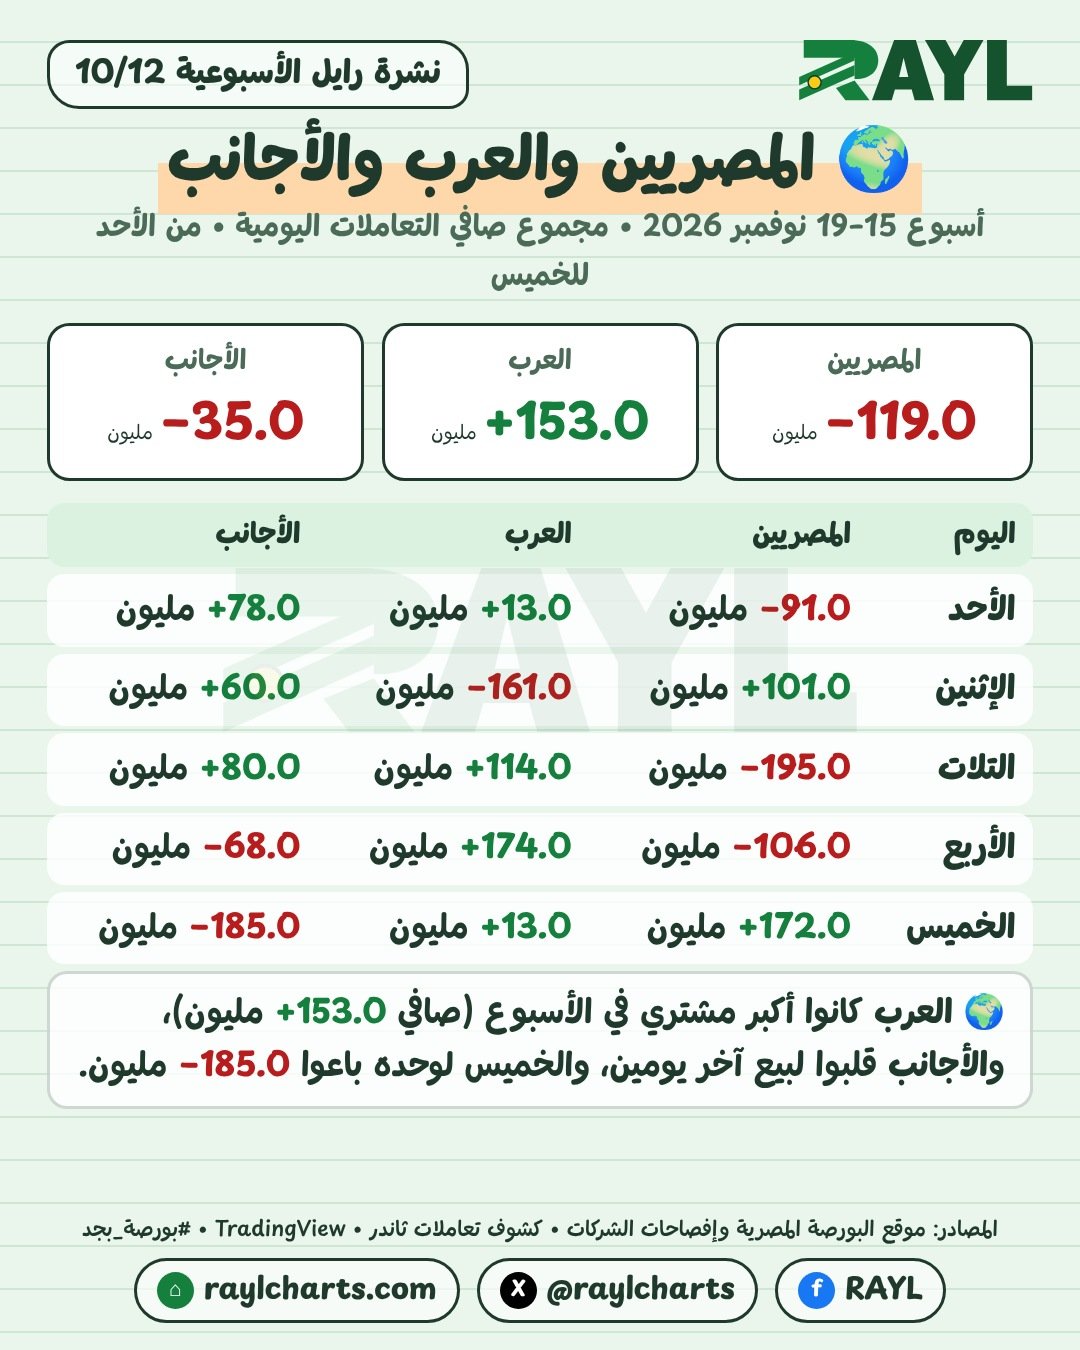 RAYL
نشرة رايل الأسبوعية 10/12
🌍 المصريين والعرب والأجانب
أسبوع 15–19 نوفمبر 2026 • مجموع صافي التعاملات اليومية • من الأحد
للخميس
المصريين
−119.0 مليون
العرب
+153.0 مليون
الأجانب
−35.0 مليون
اليوم المصريين العرب الأجانب
الأحد −91.0 مليون +13.0 مليون +78.0 مليون
الإثنين +101.0 مليون −161.0 مليون +60.0 مليون
التلات −195.0 مليون +114.0 مليون +80.0 مليون
الأربع −106.0 مليون +174.0 مليون −68.0 مليون
الخميس +172.0 مليون +13.0 مليون −185.0 مليون
🌍 العرب كانوا أكبر مشتري في الأسبوع (صافي +153.0 مليون)،
والأجانب قلبوا لبيع آخر يومين، والخميس لوحدة باعوا −185.0 مليون.
المصادر: موقع البورصة المصرية وإفصاحات الشركات • كشوف تعاملات ثاندر • TradingView • #بورصة_بجد
RAYL
@raylcharts
raylcharts.com